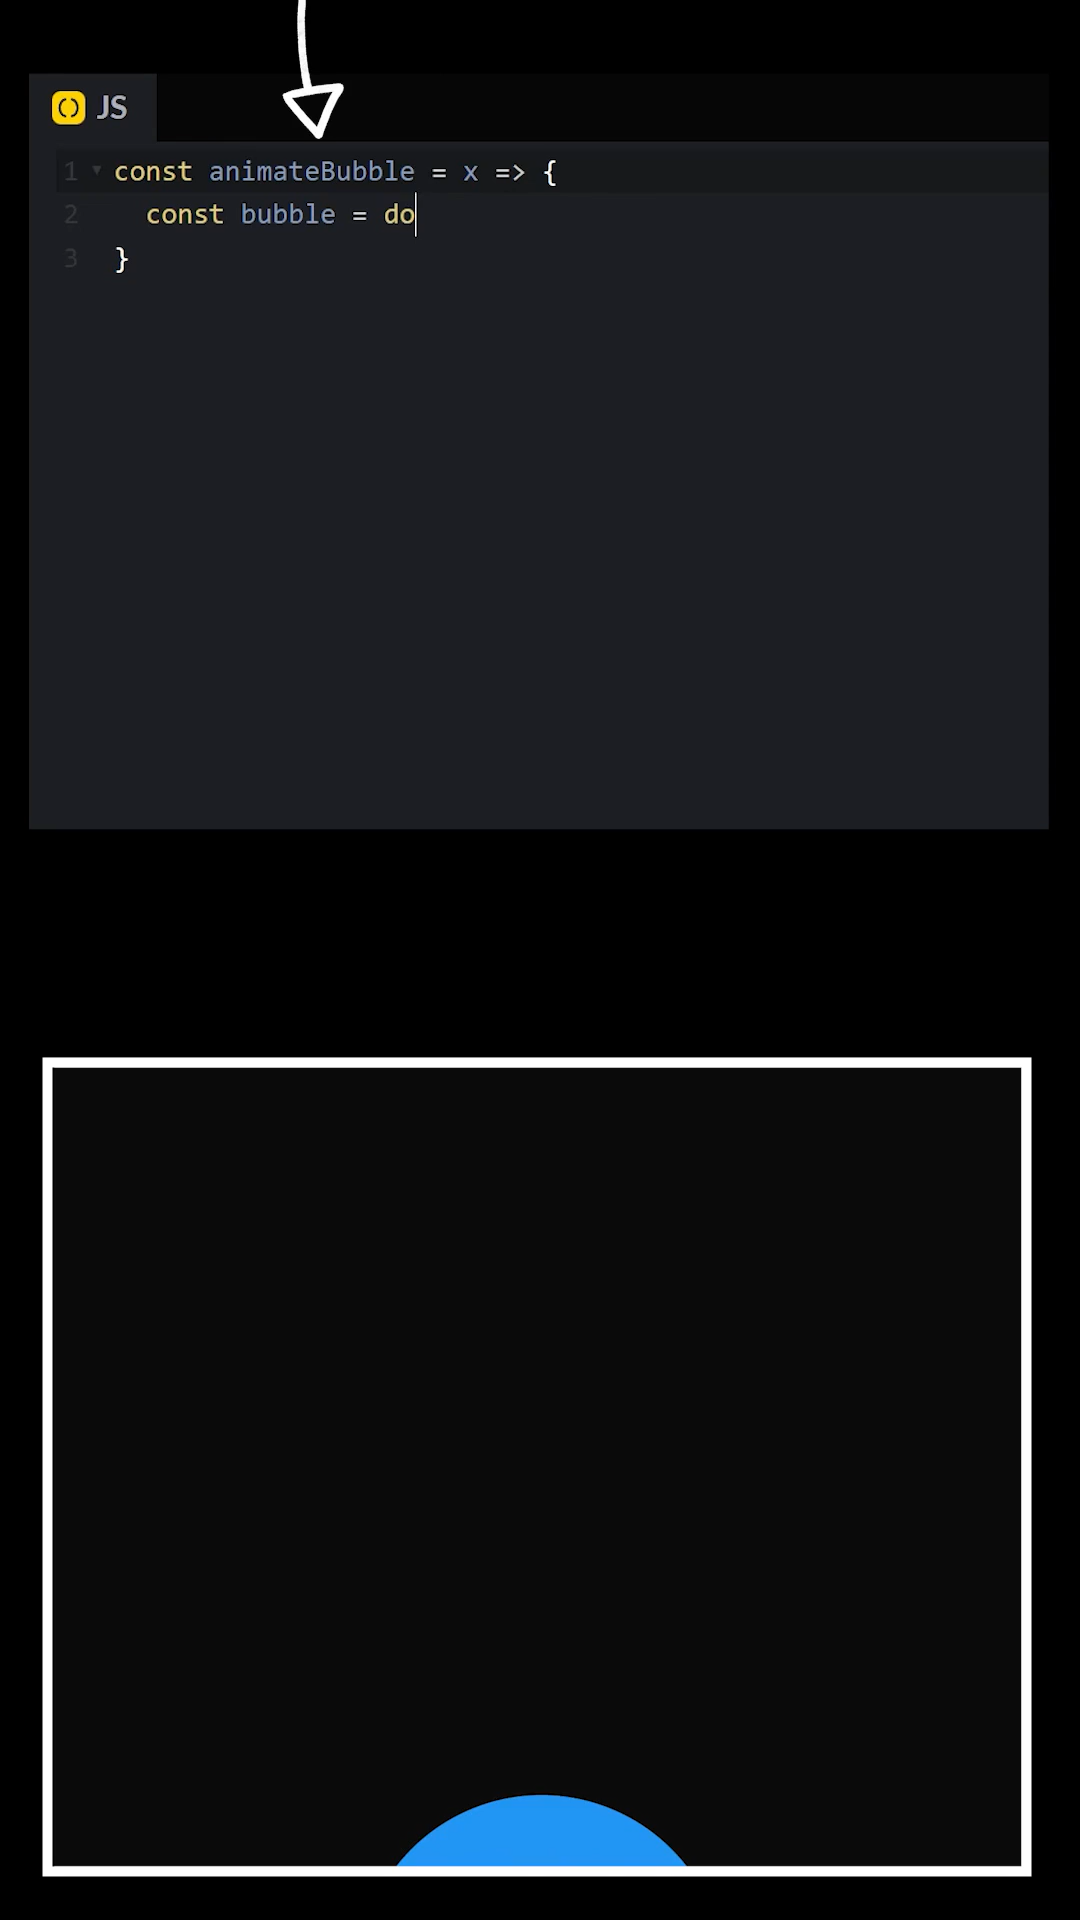 JS
1 const animateBubble = x => {
2 const bubble = do
3 }